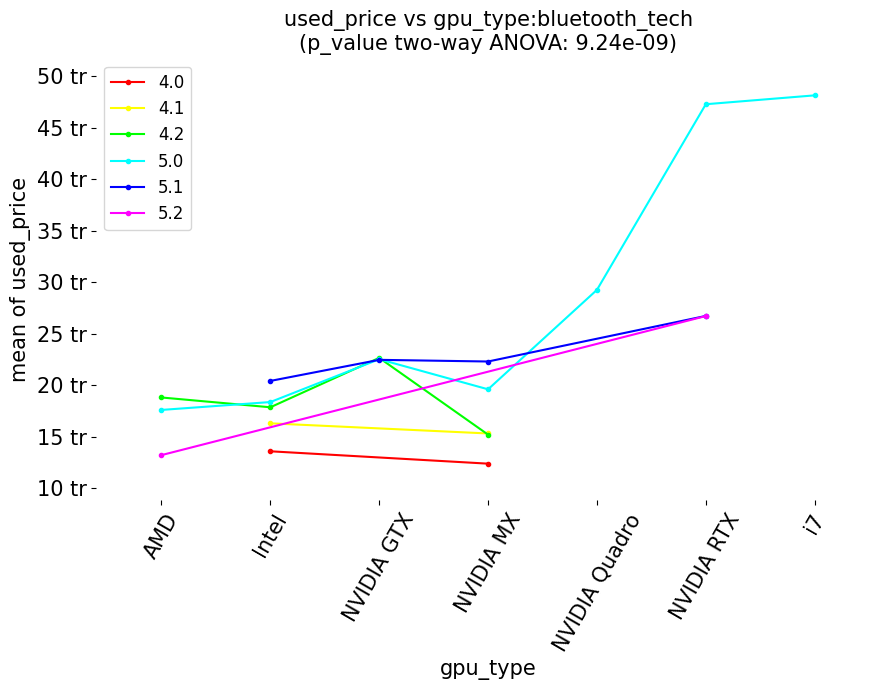 used_price vs gpu_type:bluetooth_tech
(p_value two-way ANOVA: 9.24e-09)
50 tr
45 tr
40 tr
35 tr
30 tr
25 tr
20 tr
15 tr
10 tr
mean of used_price
4.0
4.1
4.2
5.0
5.1
5.2
AMD
Intel
NVIDIA GTX
NVIDIA MX
NVIDIA Quadro
NVIDIA RTX
i7
gpu_type